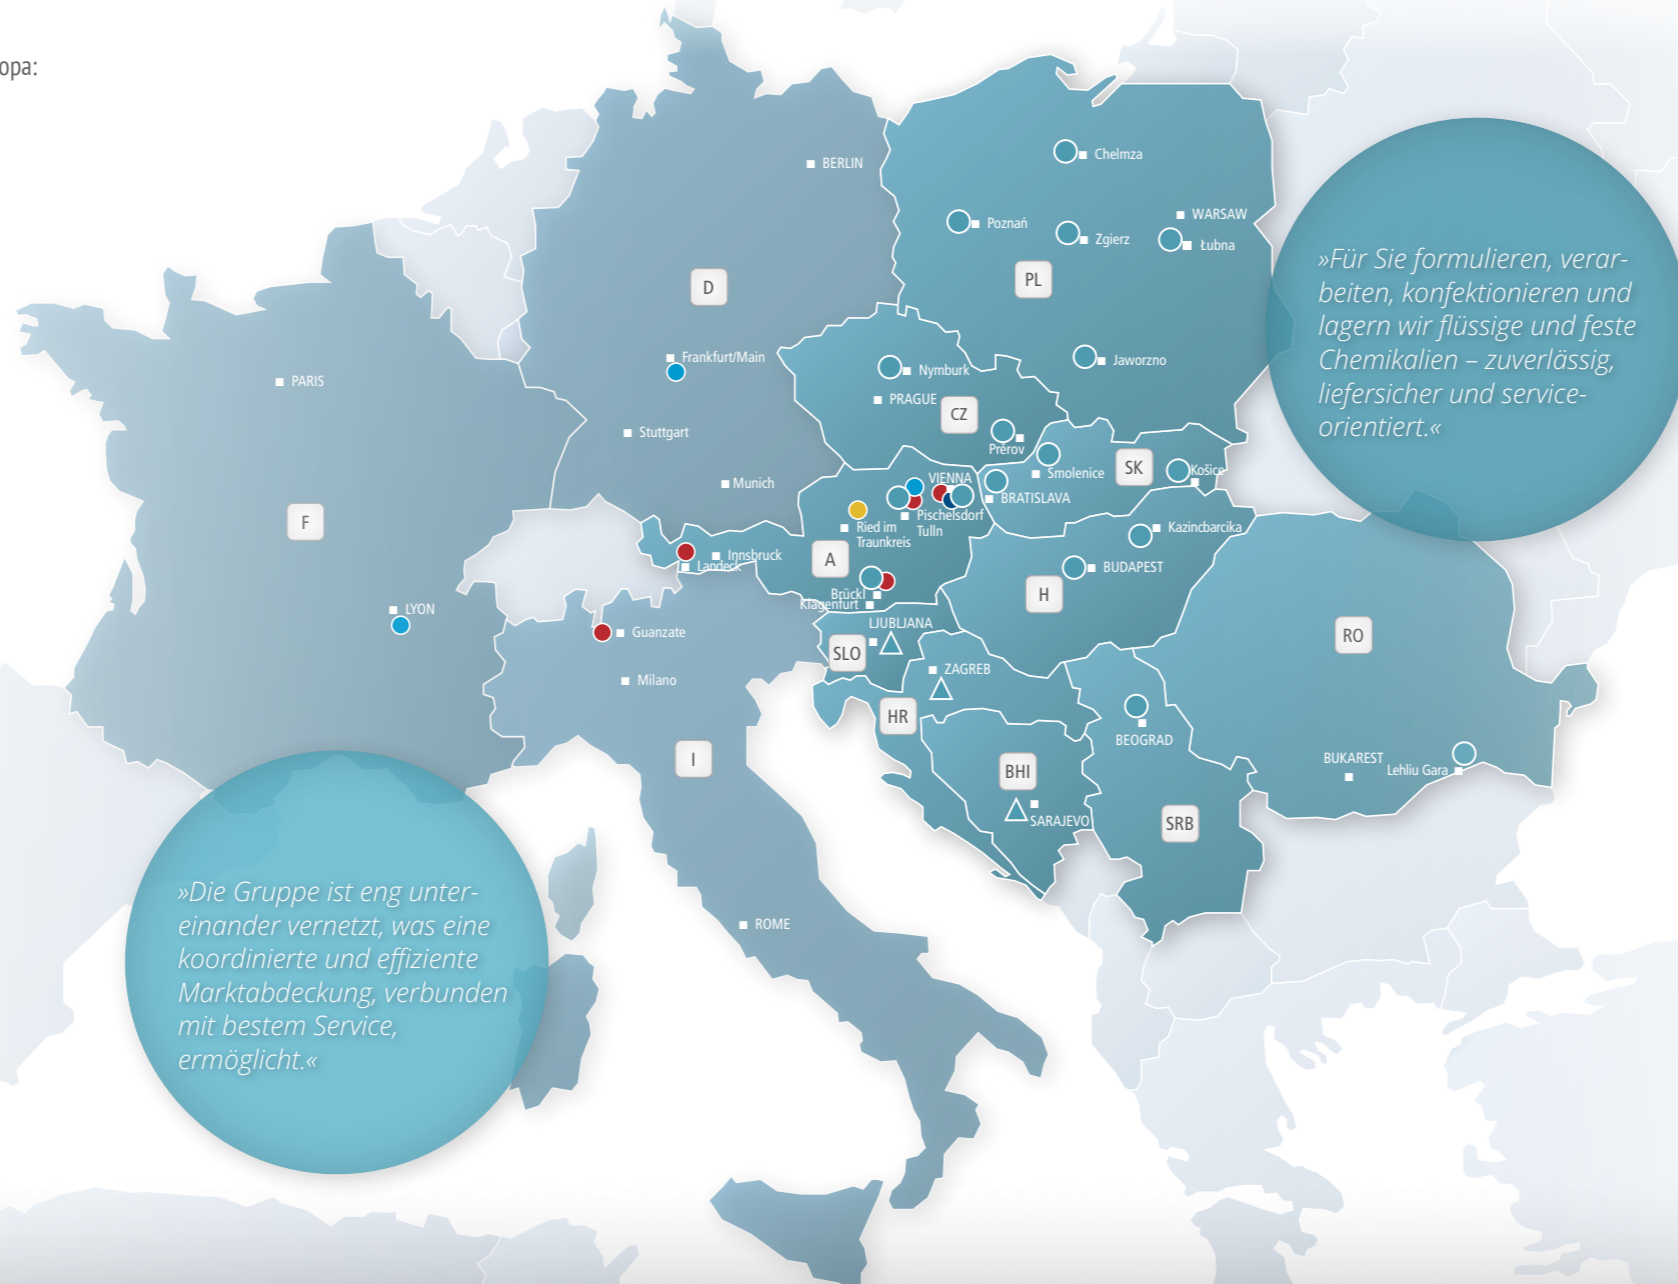 opa:
BERLIN
Chelmza
Poznań
WARSAW
Zgierz
Łubna
D
PL
»Für Sie formulieren, verar-
beiten, konfektionieren und
lagern wir flüssige und feste
Chemikalien – zuverlässig,
liefersicher und service-
orientiert.«
Frankfurt/Main
Jaworzno
Nymburk
PARIS
PRAGUE
CZ
Stuttgart
Prerov
Smolenice
SK
Košice
Munich
VIENNA
BRATISLAVA
Pischelsdorf
Tulln
F
Ried im
Traunkreis
Kazincbarcika
Innsbruck
Landeck
A
BUDAPEST
H
Brückl
Klagenfurt
LYON
LJUBLJANA
Guanzate
SLO
RO
ZAGREB
Milano
HR
BEOGRAD
I
BHI
BUKAREST
Lehliu Gara
SARAJEVO
SRB
»Die Gruppe ist eng unter-
einander vernetzt, was eine
koordinierte und effiziente
Marktabdeckung, verbunden
mit bestem Service,
ermöglicht.«
ROME